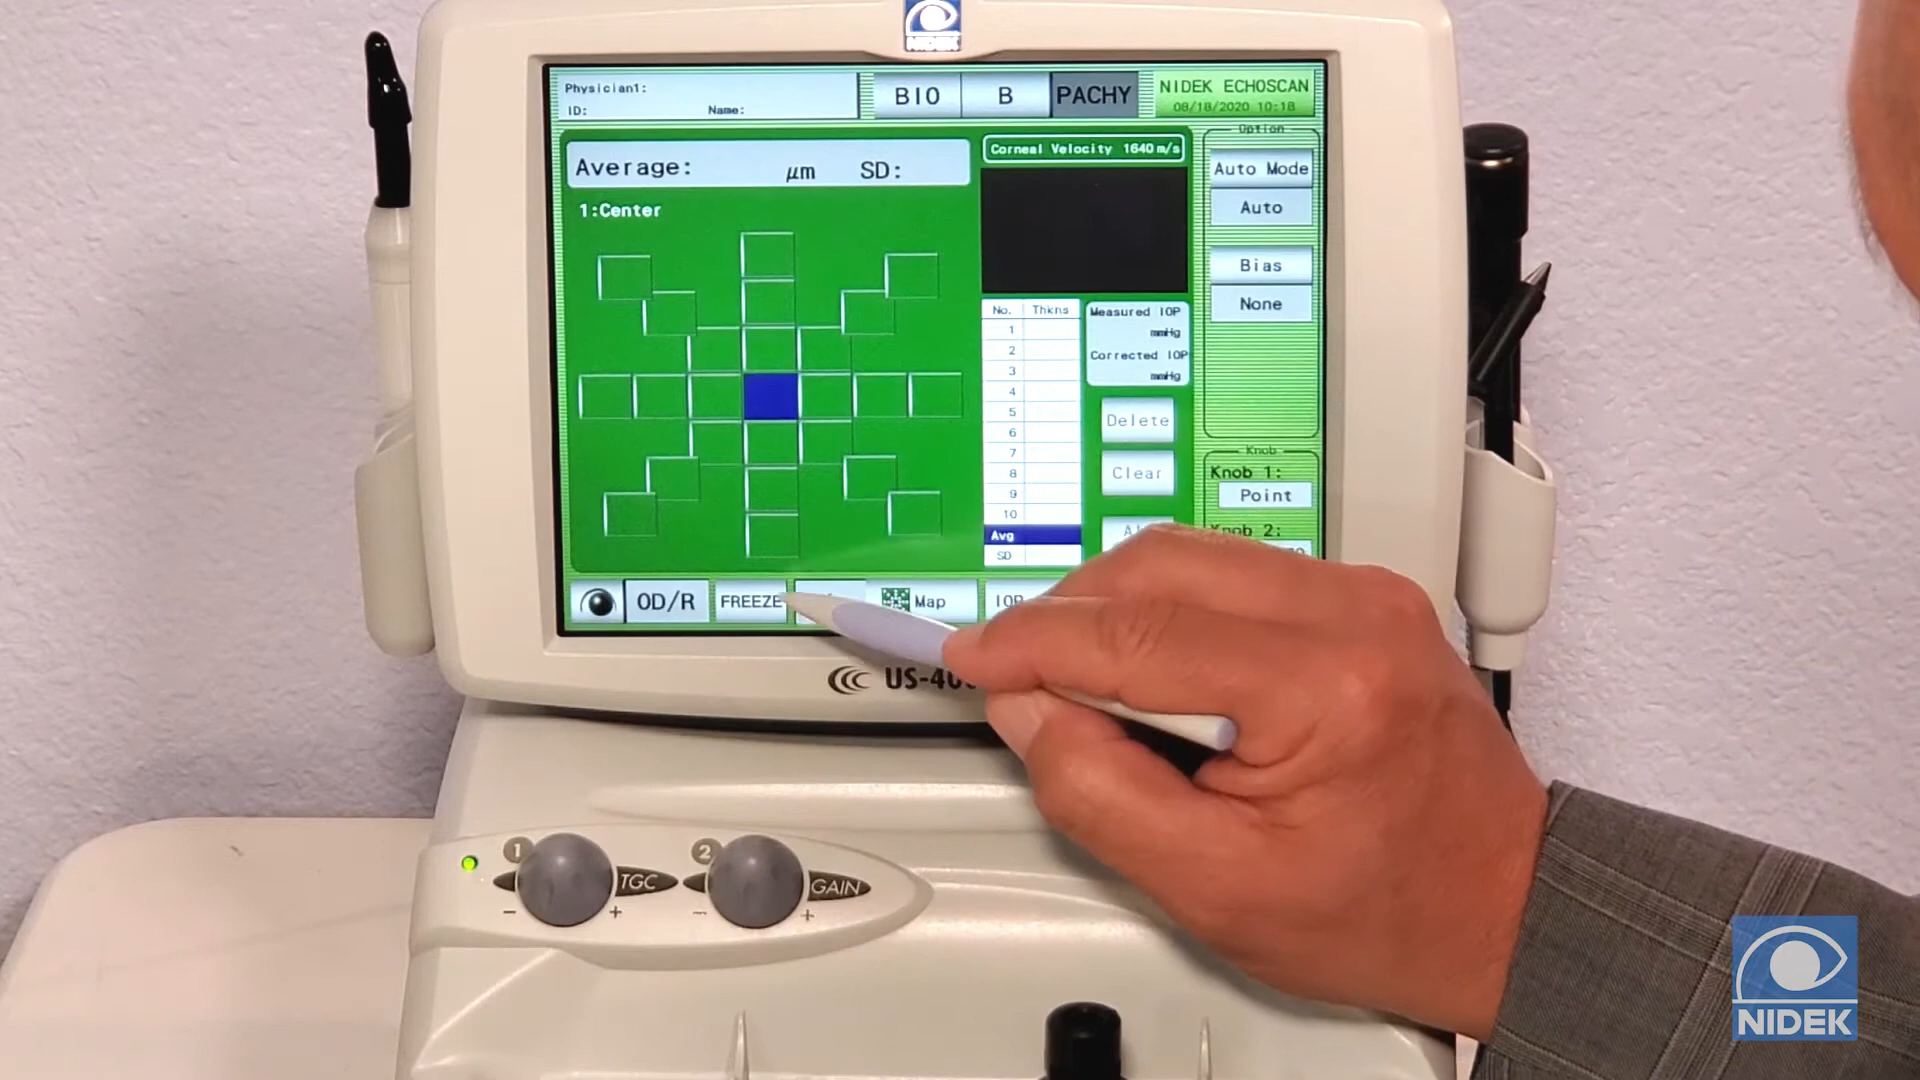 NIDEK
Physician1:
ID: Name:
BIO B PACHY
NIDEK ECHOSCAN
08/18/2020 10:18
Average: μm SD:
1:Center
Corneal Velocity 1640m/s
No. Thkns
1
2
3
4
5
6
7
8
9
10
Avg
SD
Measured IOP
mmHg
Corrected IOP
mmHg
Delete
Clear
Option
Auto Mode
Auto
Bias
None
Knob
Knob 1:
Point
Knob 2:
OD/R FREEZE Map IOP
1 TGC - +
2 GAIN - +
NIDEK